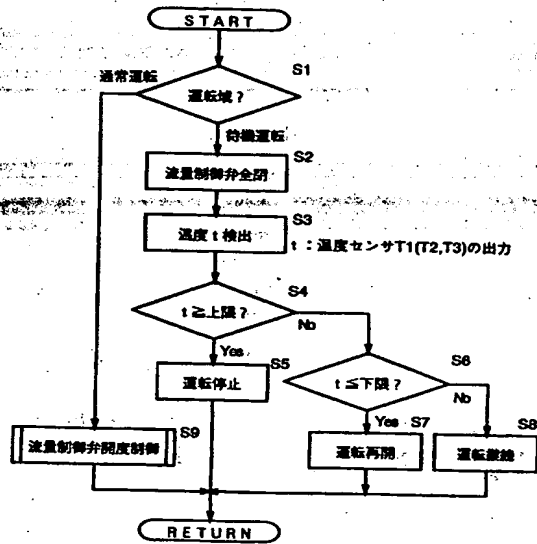 START
S1
通常運転
運転域?
待機運転
S2
流量制御弁全閉
S3
温度 t 検出
t : 温度センサT1(T2,T3)の出力
S4
t ≧上限?
No
Yes
S5
S6
運転停止
t ≦下限?
No
Yes
S7
S8
S9
流量制御弁開度制御
運転再開
運転継続
RETURN